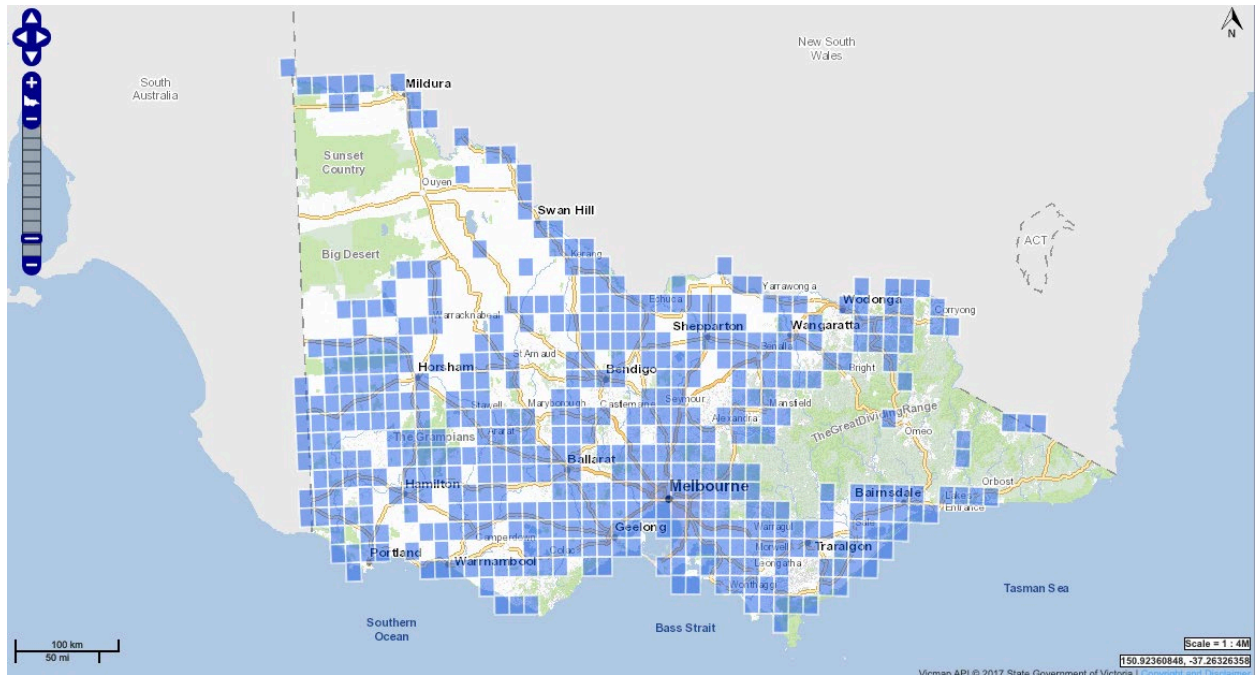 N
New South
Wales
South
Australia
Mildura
Sunset
Country
Ouyen
Swan Hill
ACT
Big Desert
Kerang
Echuca
Yarrawonga
Wodonga
Corryong
Warracknabeal
Shepparton
Wangaratta
St Arnaud
Benalla
Horsham
Bendigo
Bright
Stawell
Maryborough
Castlemaine
Seymour
Mansfield
Alexandra
The Great Dividing Range
Ararat
The Grampians
Omeo
Ballarat
Hamilton
Melbourne
Bairnsdale
Orbost
Lakes
Entrance
Geelong
Warragul
Sale
Camperdown
Colac
Morwell
Traralgon
Portland
Warrnambool
Leongatha
Wonthaggi
Tasman Sea
Southern
Ocean
Bass Strait
100 km
50 mi
Scale = 1 : 4M
150.92360848, -37.26326358
Vicmap API © 2017 State Government of Victoria | Copyright and Disclaimer